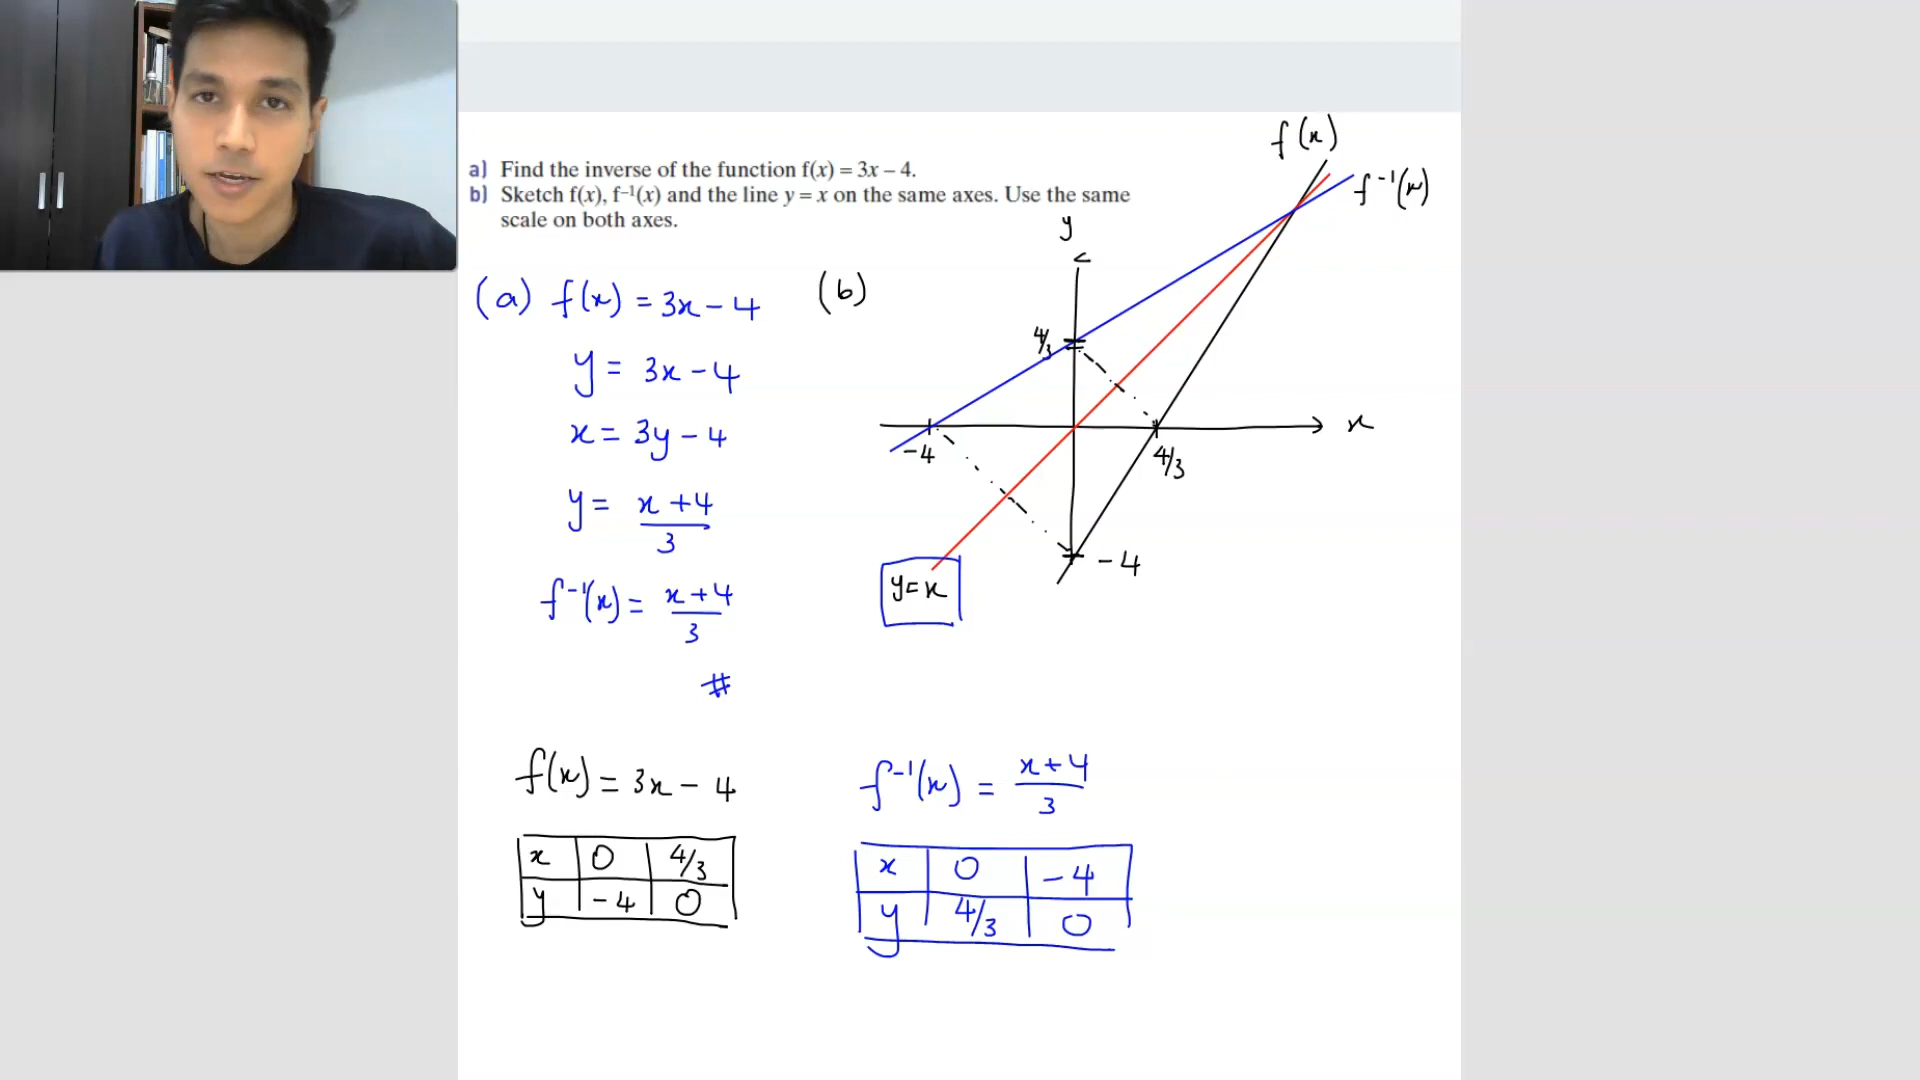 a) Find the inverse of the function f(x) = 3x – 4.
b) Sketch f(x), f⁻¹(x) and the line y = x on the same axes. Use the same
scale on both axes.
(a) f(x) = 3x - 4
y = 3x - 4
x = 3y - 4
y = x + 4 / 3
f⁻¹(x) = x + 4 / 3
#
(b)
f(x)
f⁻¹(x)
y
4/3
x
-4
4/3
-4
y = x
f(x) = 3x - 4
x 0 4/3
y -4 0
f⁻¹(x) = x + 4 / 3
x 0 -4
y 4/3 0